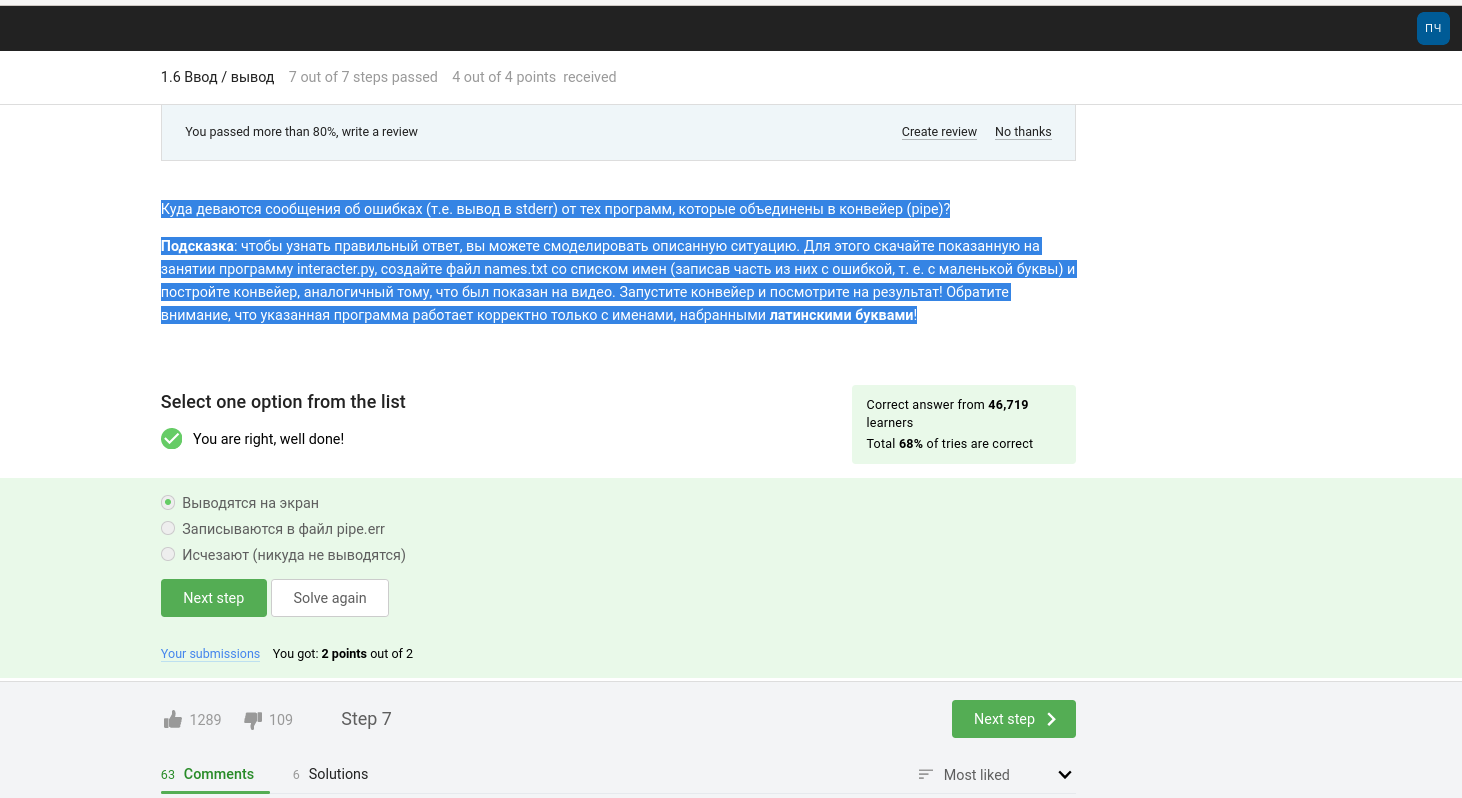 ПЧ
1.6 Ввод / вывод 7 out of 7 steps passed 4 out of 4 points received
You passed more than 80%, write a review Create review No thanks
Куда деваются сообщения об ошибках (т.е. вывод в stderr) от тех программ, которые объединены в конвейер (pipe)?
Подсказка: чтобы узнать правильный ответ, вы можете смоделировать описанную ситуацию. Для этого скачайте показанную на
занятии программу interacter.py, создайте файл names.txt со списком имен (записав часть из них с ошибкой, т. е. с маленькой буквы) и
постройте конвейер, аналогичный тому, что был показан на видео. Запустите конвейер и посмотрите на результат! Обратите
внимание, что указанная программа работает корректно только с именами, набранными латинскими буквами!
Select one option from the list
You are right, well done!
Correct answer from 46,719
learners
Total 68% of tries are correct
Выводятся на экран
Записываются в файл pipe.err
Исчезают (никуда не выводятся)
Next step Solve again
Your submissions You got: 2 points out of 2
1289 109 Step 7 Next step
63 Comments 6 Solutions Most liked